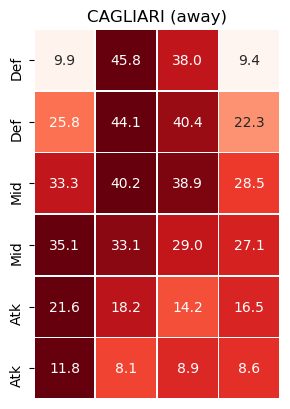 CAGLIARI (away)
Def 9.9 45.8 38.0 9.4
Def 25.8 44.1 40.4 22.3
Mid 33.3 40.2 38.9 28.5
Mid 35.1 33.1 29.0 27.1
Atk 21.6 18.2 14.2 16.5
Atk 11.8 8.1 8.9 8.6